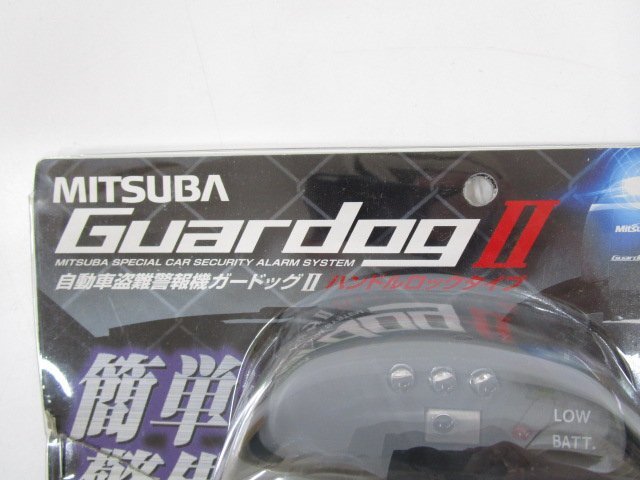 MITSUBA
Guardog II
MITSUBA SPECIAL CAR SECURITY ALARM SYSTEM
自動車盗難警報機ガードッグII ハンドルロックタイプ
簡単
LOW
BATT.